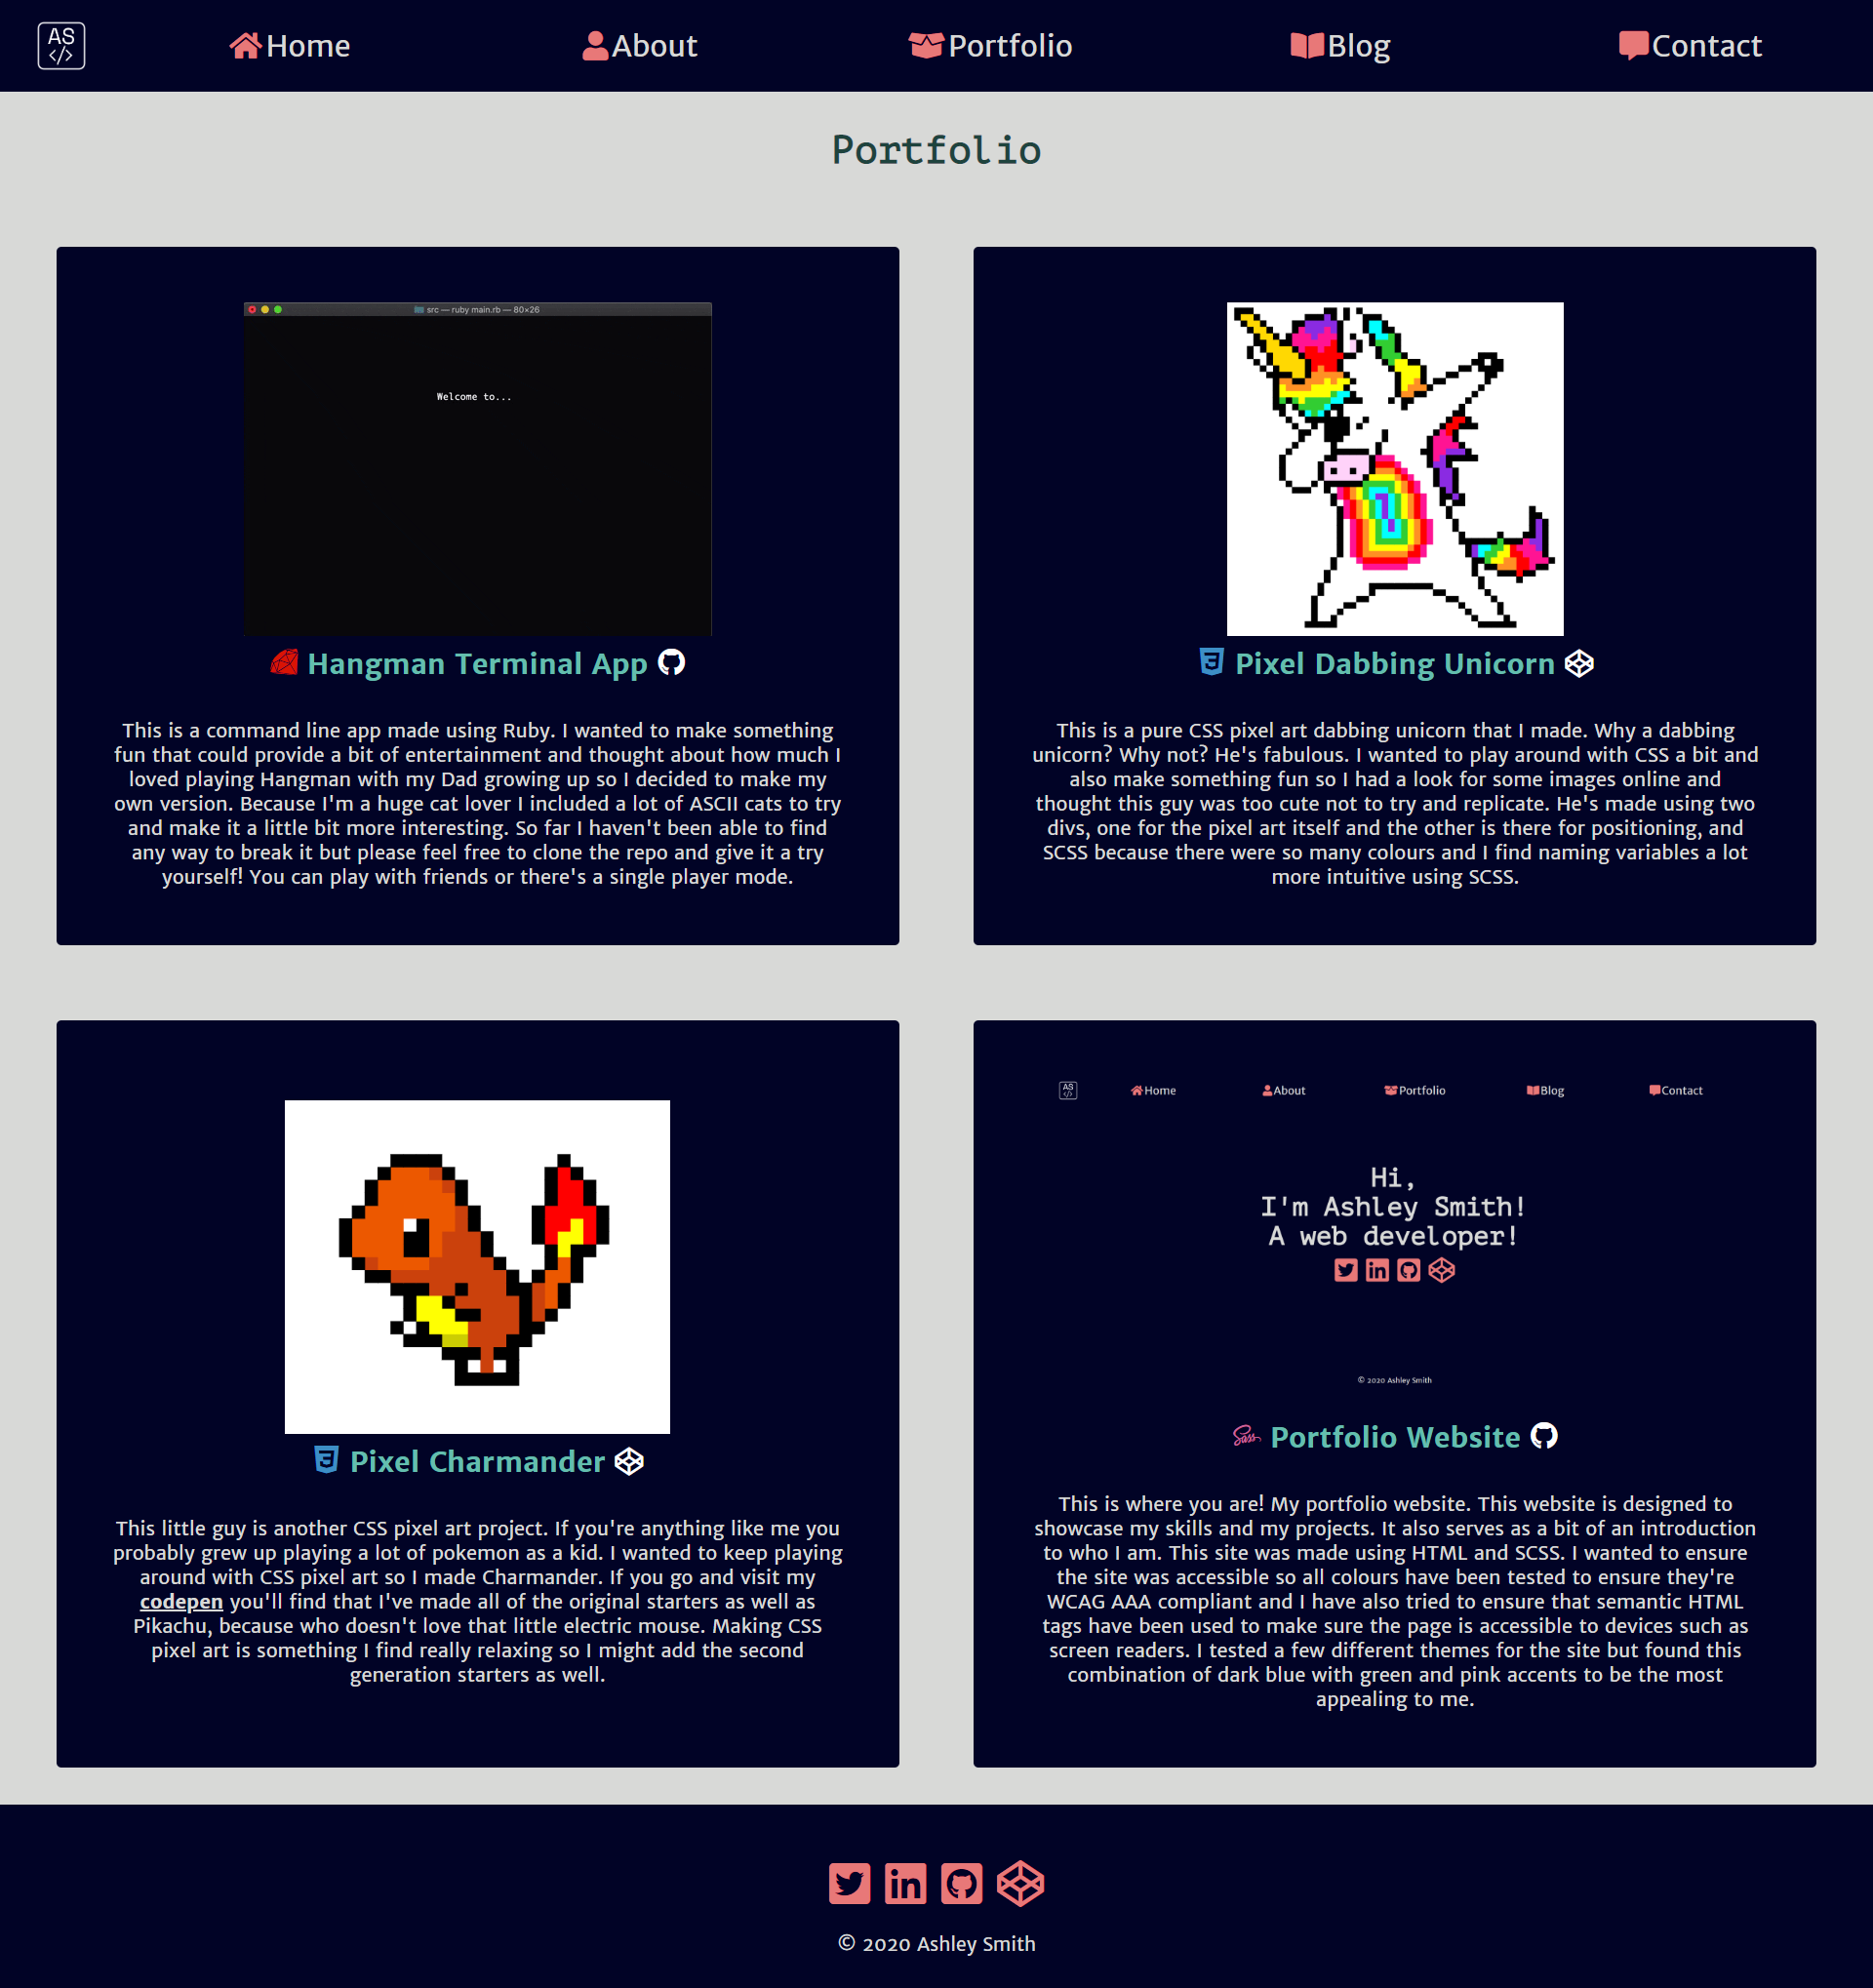 AS
</>
Home
About
Portfolio
Blog
Contact
Portfolio
src — ruby main.rb — 80×26
Welcome to...
Hangman Terminal App
This is a command line app made using Ruby. I wanted to make something
fun that could provide a bit of entertainment and thought about how much I
loved playing Hangman with my Dad growing up so I decided to make my
own version. Because I'm a huge cat lover I included a lot of ASCII cats to try
and make it a little bit more interesting. So far I haven't been able to find
any way to break it but please feel free to clone the repo and give it a try
yourself! You can play with friends or there's a single player mode.
Pixel Dabbing Unicorn
This is a pure CSS pixel art dabbing unicorn that I made. Why a dabbing
unicorn? Why not? He's fabulous. I wanted to play around with CSS a bit and
also make something fun so I had a look for some images online and
thought this guy was too cute not to try and replicate. He's made using two
divs, one for the pixel art itself and the other is there for positioning, and
SCSS because there were so many colours and I find naming variables a lot
more intuitive using SCSS.
Pixel Charmander
This little guy is another CSS pixel art project. If you're anything like me you
probably grew up playing a lot of pokemon as a kid. I wanted to keep playing
around with CSS pixel art so I made Charmander. If you go and visit my
codepen you'll find that I've made all of the original starters as well as
Pikachu, because who doesn't love that little electric mouse. Making CSS
pixel art is something I find really relaxing so I might add the second
generation starters as well.
AS
</>
Home
About
Portfolio
Blog
Contact
Hi,
I'm Ashley Smith!
A web developer!
in
© 2020 Ashley Smith
Sass
Portfolio Website
This is where you are! My portfolio website. This website is designed to
showcase my skills and my projects. It also serves as a bit of an introduction
to who I am. This site was made using HTML and SCSS. I wanted to ensure
the site was accessible so all colours have been tested to ensure they're
WCAG AAA compliant and I have also tried to ensure that semantic HTML
tags have been used to make sure the page is accessible to devices such as
screen readers. I tested a few different themes for the site but found this
combination of dark blue with green and pink accents to be the most
appealing to me.
in
© 2020 Ashley Smith